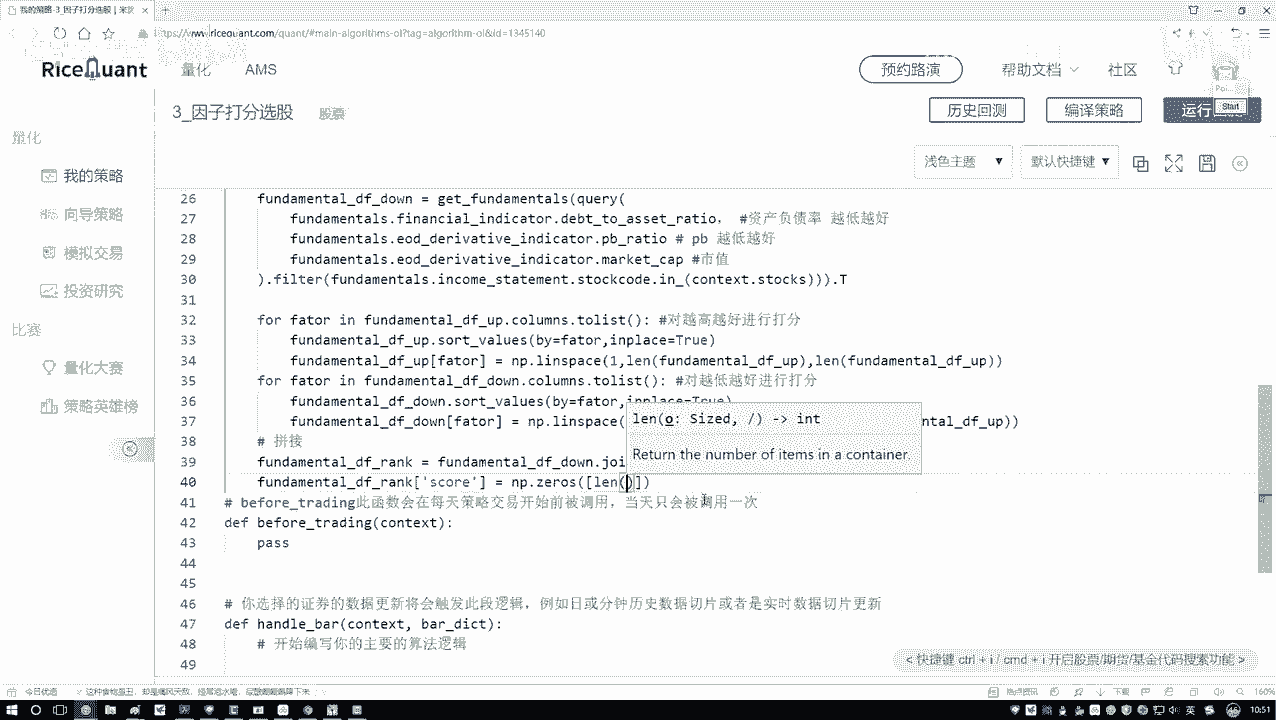 我的策略-3_因子打分选股 | 米筐
www.ricequant.com/quant/#main-algorithms-ol?tag=algorithm-ol&id=1345140
RiceQuant 量化 AMS 预约路演 帮助文档 社区
3_因子打分选股 股票 历史回测 编译策略 运行
Start
浅色主题 默认快捷键
量化
我的策略
向导策略
模拟交易
投资研究
比赛
量化大赛
策略英雄榜
26 fundamental_df_down = get_fundamentals(query(
27 fundamentals.financial_indicator.debt_to_asset_ratio, #资产负债率 越低越好
28 fundamentals.eod_derivative_indicator.pb_ratio # pb 越低越好
29 fundamentals.eod_derivative_indicator.market_cap #市值
30 ).filter(fundamentals.income_statement.stockcode.in_(context.stocks))).T
31
32 for fator in fundamental_df_up.columns.tolist(): #对越高越好进行打分
33 fundamental_df_up.sort_values(by=fator,inplace=True)
34 fundamental_df_up[fator] = np.linspace(1,len(fundamental_df_up),len(fundamental_df_up))
35 for fator in fundamental_df_down.columns.tolist(): #对越低越好进行打分
36 fundamental_df_down.sort_values(by=fator,inplace=True)
37 fundamental_df_down[fator] = np.linspace( ental_df_up))
len(o: Sized, /) -> int
Return the number of items in a container.
38 # 拼接
39 fundamental_df_rank = fundamental_df_down.joi
40 fundamental_df_rank['score'] = np.zeros([len()])
41 # before_trading此函数会在每天策略交易开始前被调用，当天只会被调用一次
42 def before_trading(context):
43 pass
44
45
46 # 你选择的证券的数据更新将会触发此段逻辑，例如日或分钟历史数据切片或者是实时数据切片更新
47 def handle_bar(context, bar_dict):
48 # 开始编写你的主要的算法逻辑
49
< 快捷键 ctrl + i / cmd + i 开启股票/期货/基金代码搜索功能 >
今日优选
热点资讯 下载 160%
英 10:51